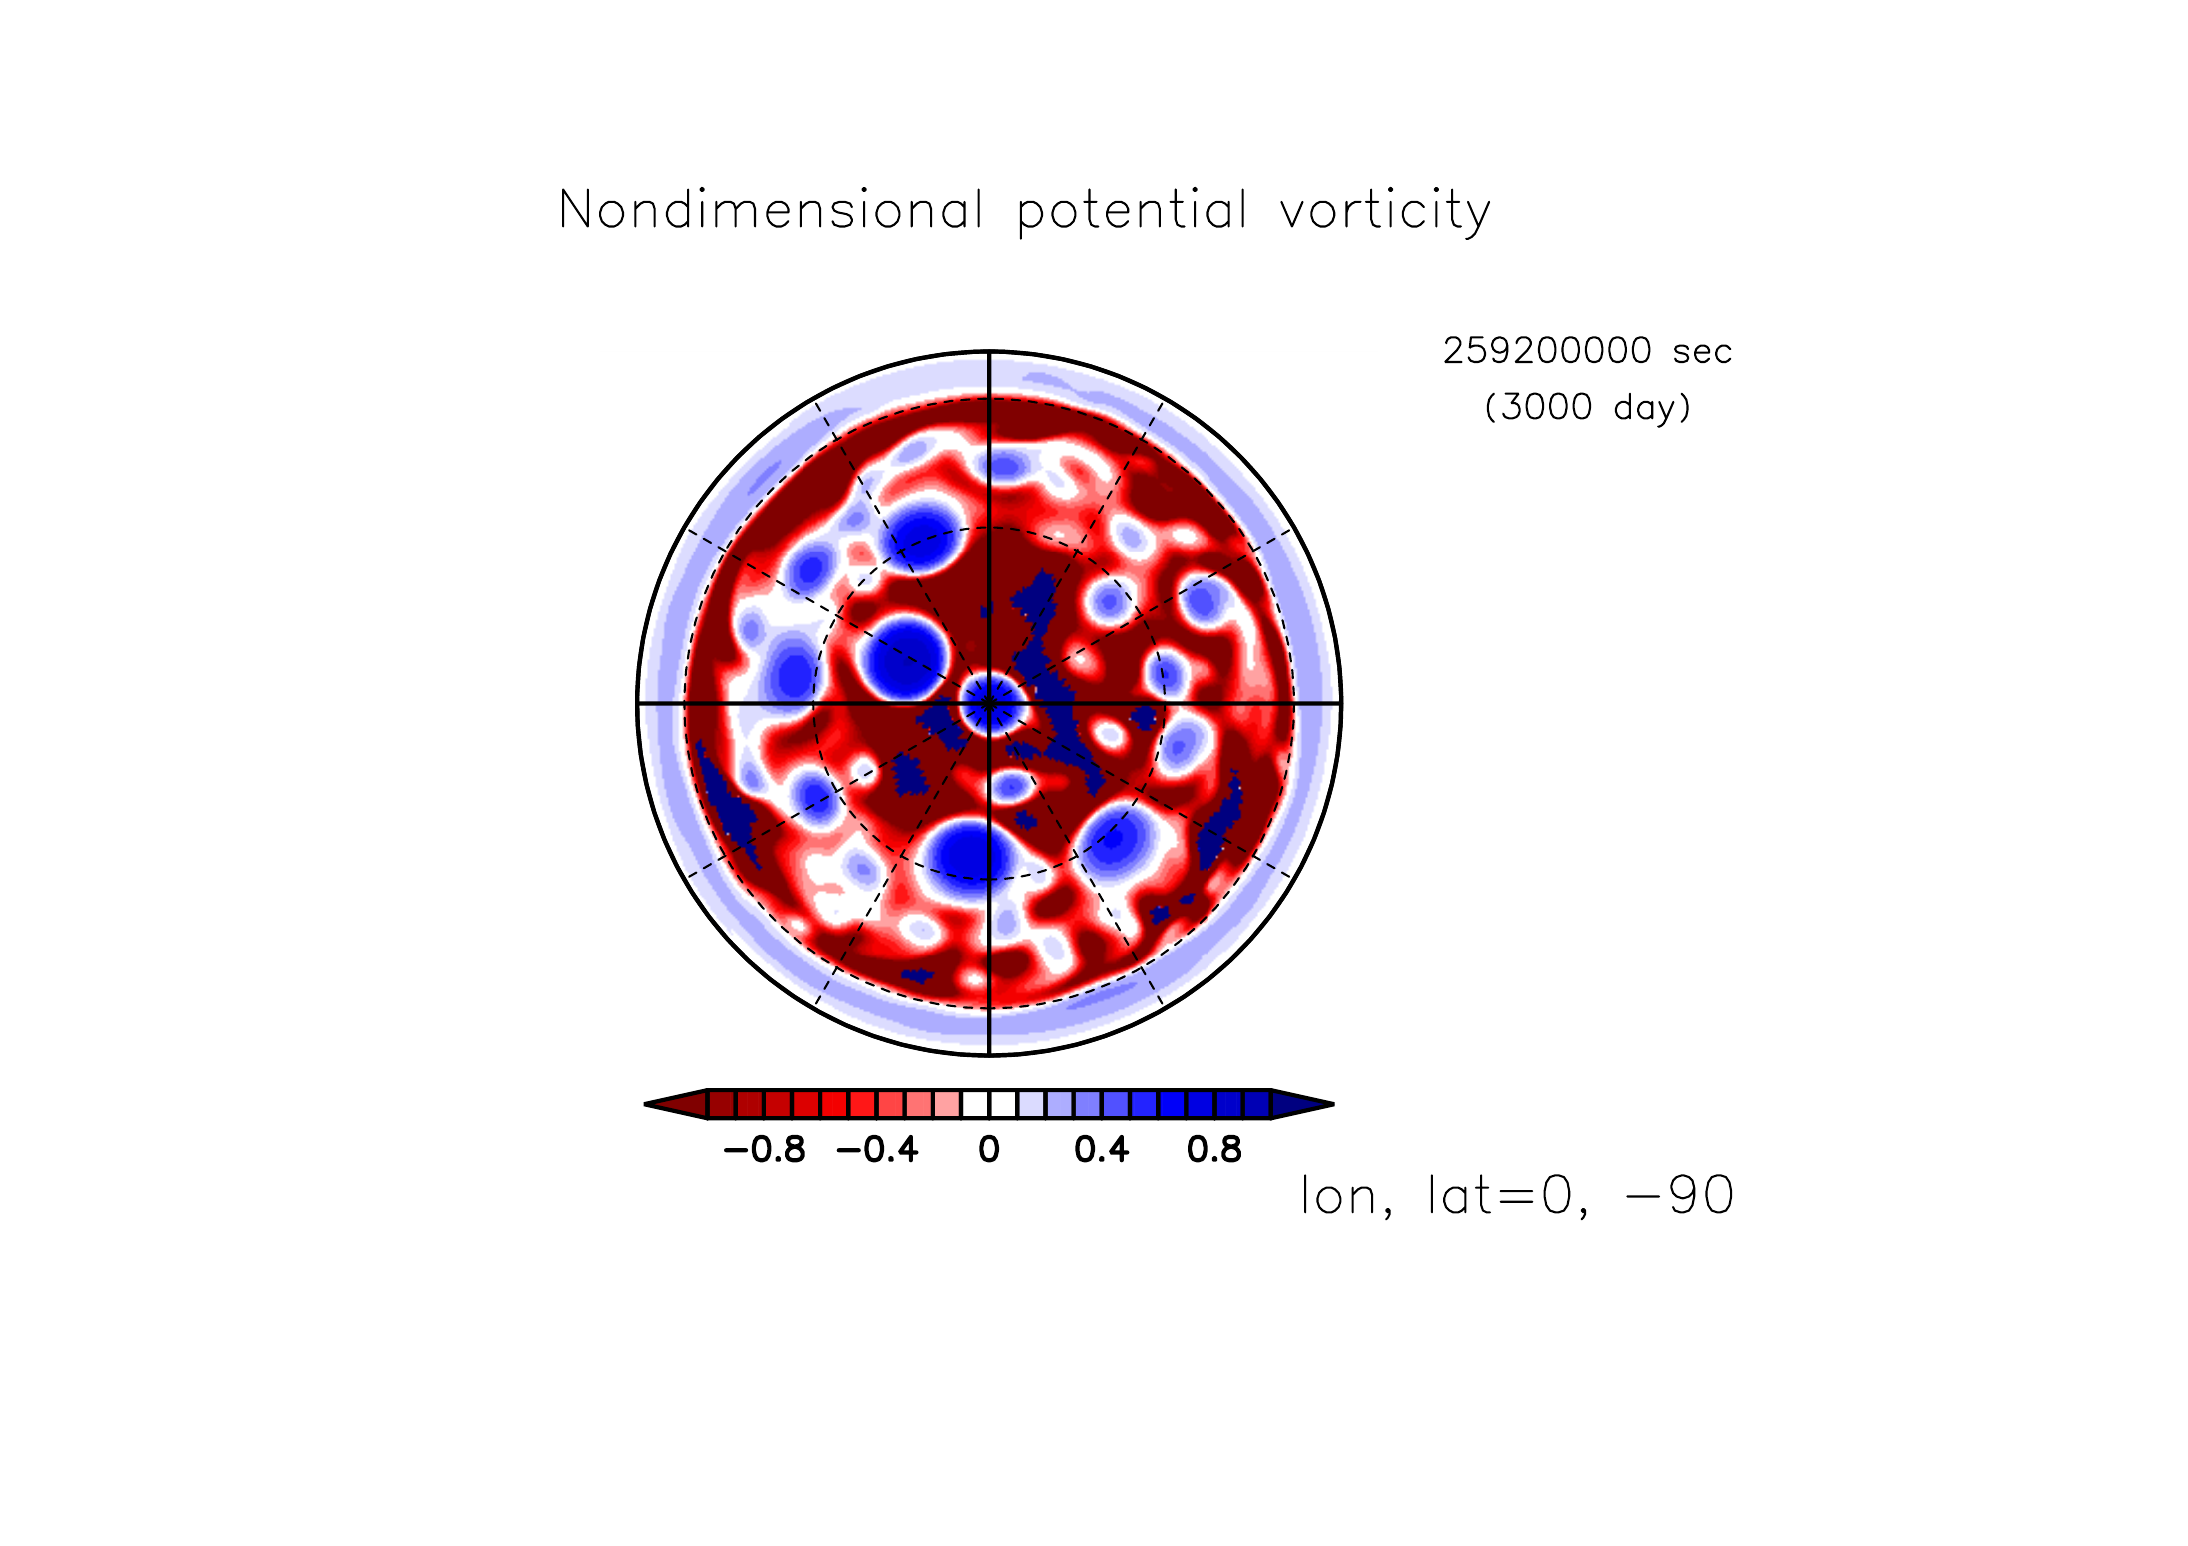 Nondimensional potential vorticity
259200000 sec
(3000 day)
−0.8 −0.4 0 0.4 0.8
lon, lat=0, −90